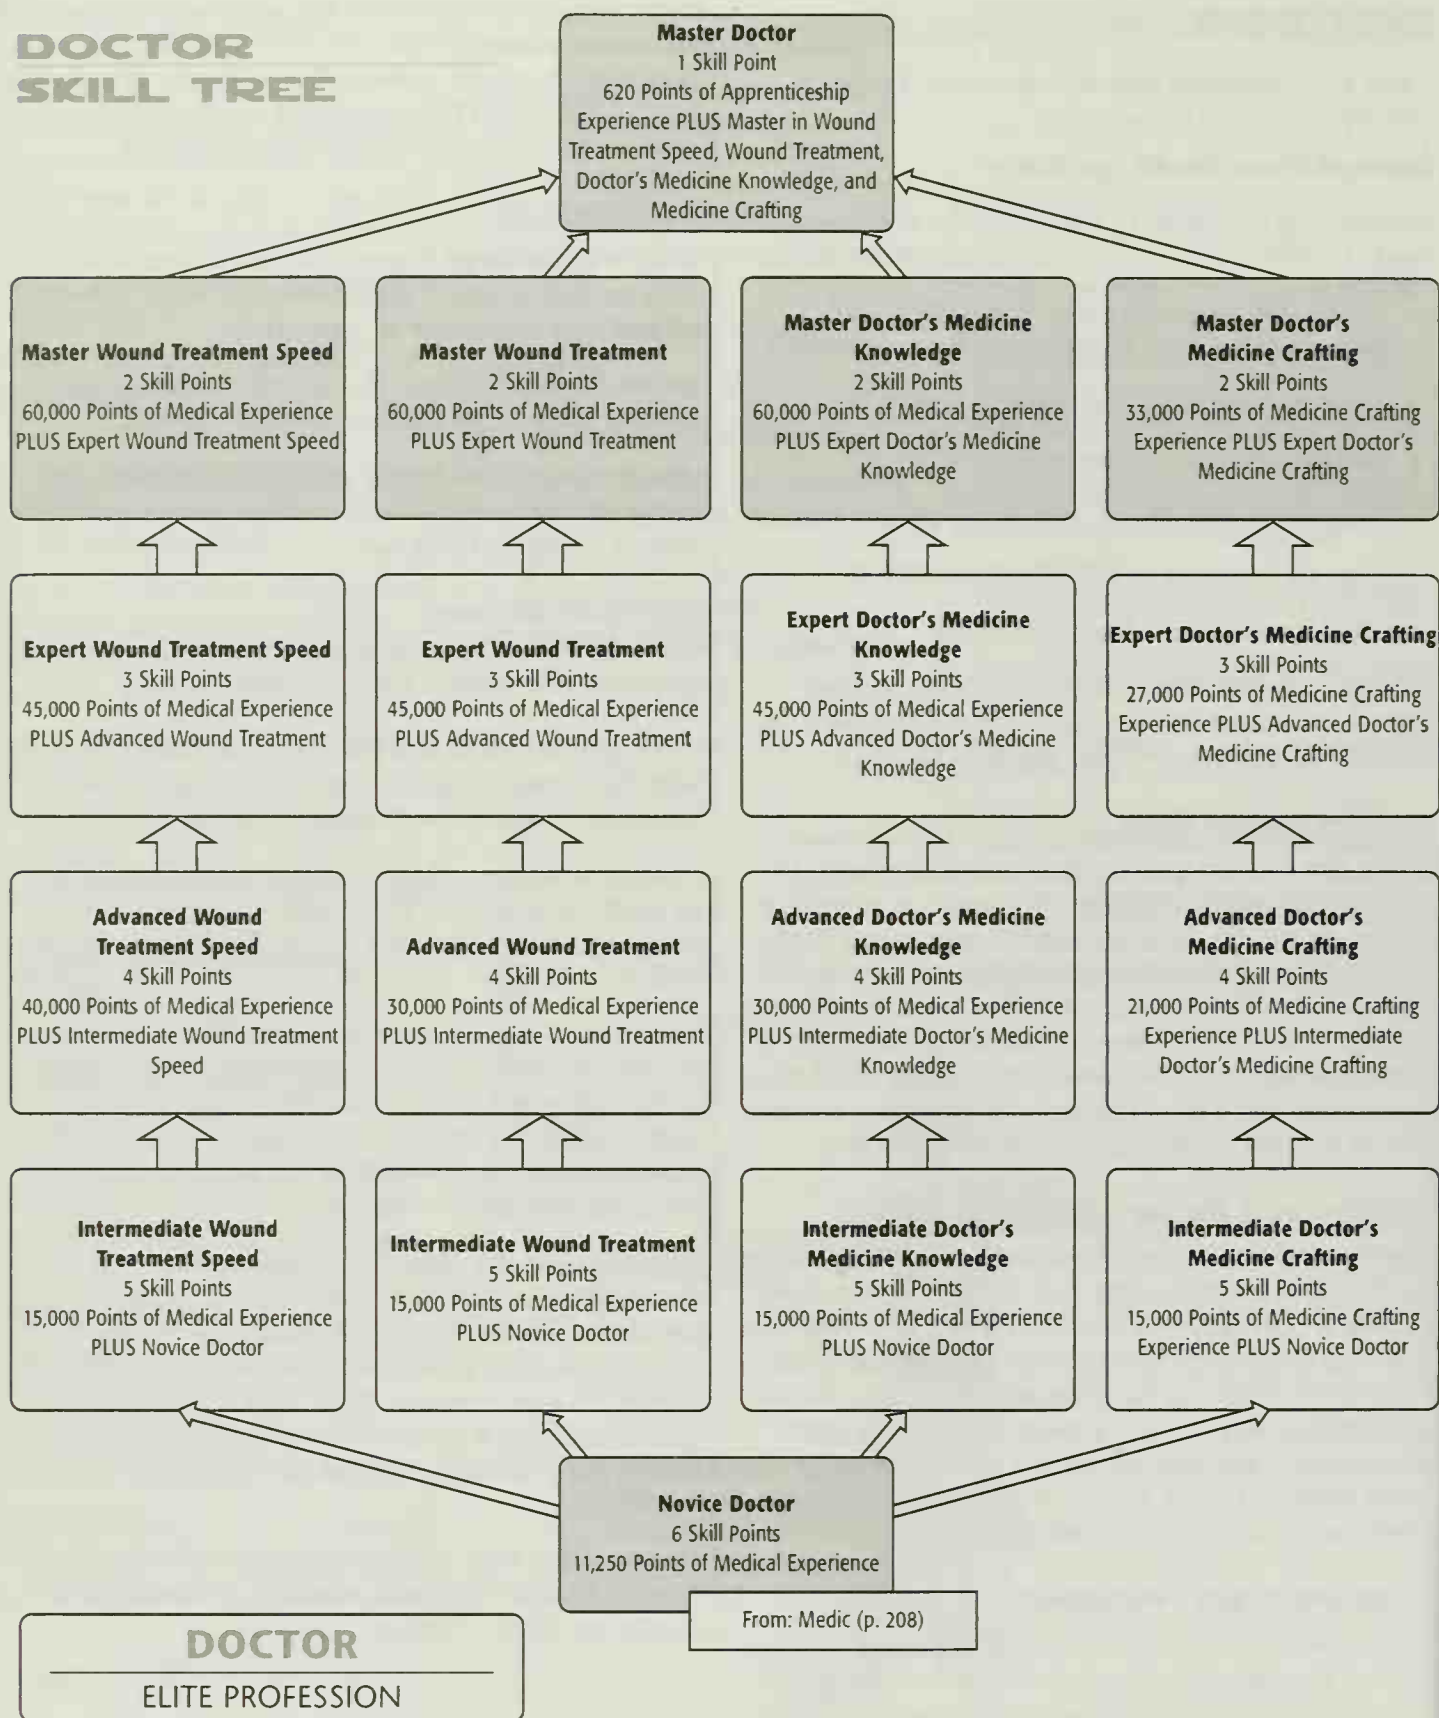 DOCTOR
SKILL TREE
Master Doctor
1 Skill Point
620 Points of Apprenticeship
Experience PLUS Master in Wound
Treatment Speed, Wound Treatment,
Doctor's Medicine Knowledge, and
Medicine Crafting
Master Wound Treatment Speed
2 Skill Points
60,000 Points of Medical Experience
PLUS Expert Wound Treatment Speed
Master Wound Treatment
2 Skill Points
60,000 Points of Medical Experience
PLUS Expert Wound Treatment
Master Doctor's Medicine
Knowledge
2 Skill Points
60,000 Points of Medical Experience
PLUS Expert Doctor's Medicine
Knowledge
Master Doctor's
Medicine Crafting
2 Skill Points
33,000 Points of Medicine Crafting
Experience PLUS Expert Doctor's
Medicine Crafting
Expert Wound Treatment Speed
3 Skill Points
45,000 Points of Medical Experience
PLUS Advanced Wound Treatment
Expert Wound Treatment
3 Skill Points
45,000 Points of Medical Experience
PLUS Advanced Wound Treatment
Expert Doctor's Medicine
Knowledge
3 Skill Points
45,000 Points of Medical Experience
PLUS Advanced Doctor's Medicine
Knowledge
Expert Doctor's Medicine Crafting
3 Skill Points
27,000 Points of Medicine Crafting
Experience PLUS Advanced Doctor's
Medicine Crafting
Advanced Wound
Treatment Speed
4 Skill Points
40,000 Points of Medical Experience
PLUS Intermediate Wound Treatment
Speed
Advanced Wound Treatment
4 Skill Points
30,000 Points of Medical Experience
PLUS Intermediate Wound Treatment
Advanced Doctor's Medicine
Knowledge
4 Skill Points
30,000 Points of Medical Experience
PLUS Intermediate Doctor's Medicine
Knowledge
Advanced Doctor's
Medicine Crafting
4 Skill Points
21,000 Points of Medicine Crafting
Experience PLUS Intermediate
Doctor's Medicine Crafting
Intermediate Wound
Treatment Speed
5 Skill Points
15,000 Points of Medical Experience
PLUS Novice Doctor
Intermediate Wound Treatment
5 Skill Points
15,000 Points of Medical Experience
PLUS Novice Doctor
Intermediate Doctor's
Medicine Knowledge
5 Skill Points
15,000 Points of Medical Experience
PLUS Novice Doctor
Intermediate Doctor's
Medicine Crafting
5 Skill Points
15,000 Points of Medicine Crafting
Experience PLUS Novice Doctor
Novice Doctor
6 Skill Points
11,250 Points of Medical Experience
From: Medic (p. 208)
DOCTOR
ELITE PROFESSION